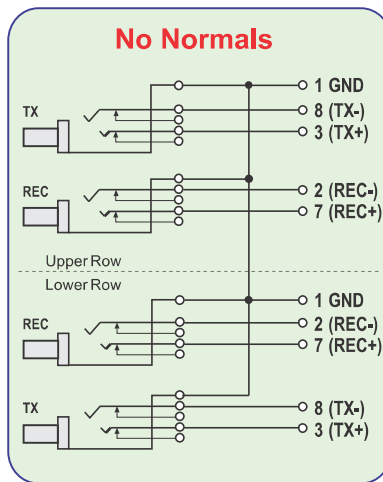 No Normals
1 GND
TX
8 (TX-)
3 (TX+)
REC
2 (REC-)
7 (REC+)
Upper Row
Lower Row
1 GND
REC
2 (REC-)
7 (REC+)
TX
8 (TX-)
3 (TX+)